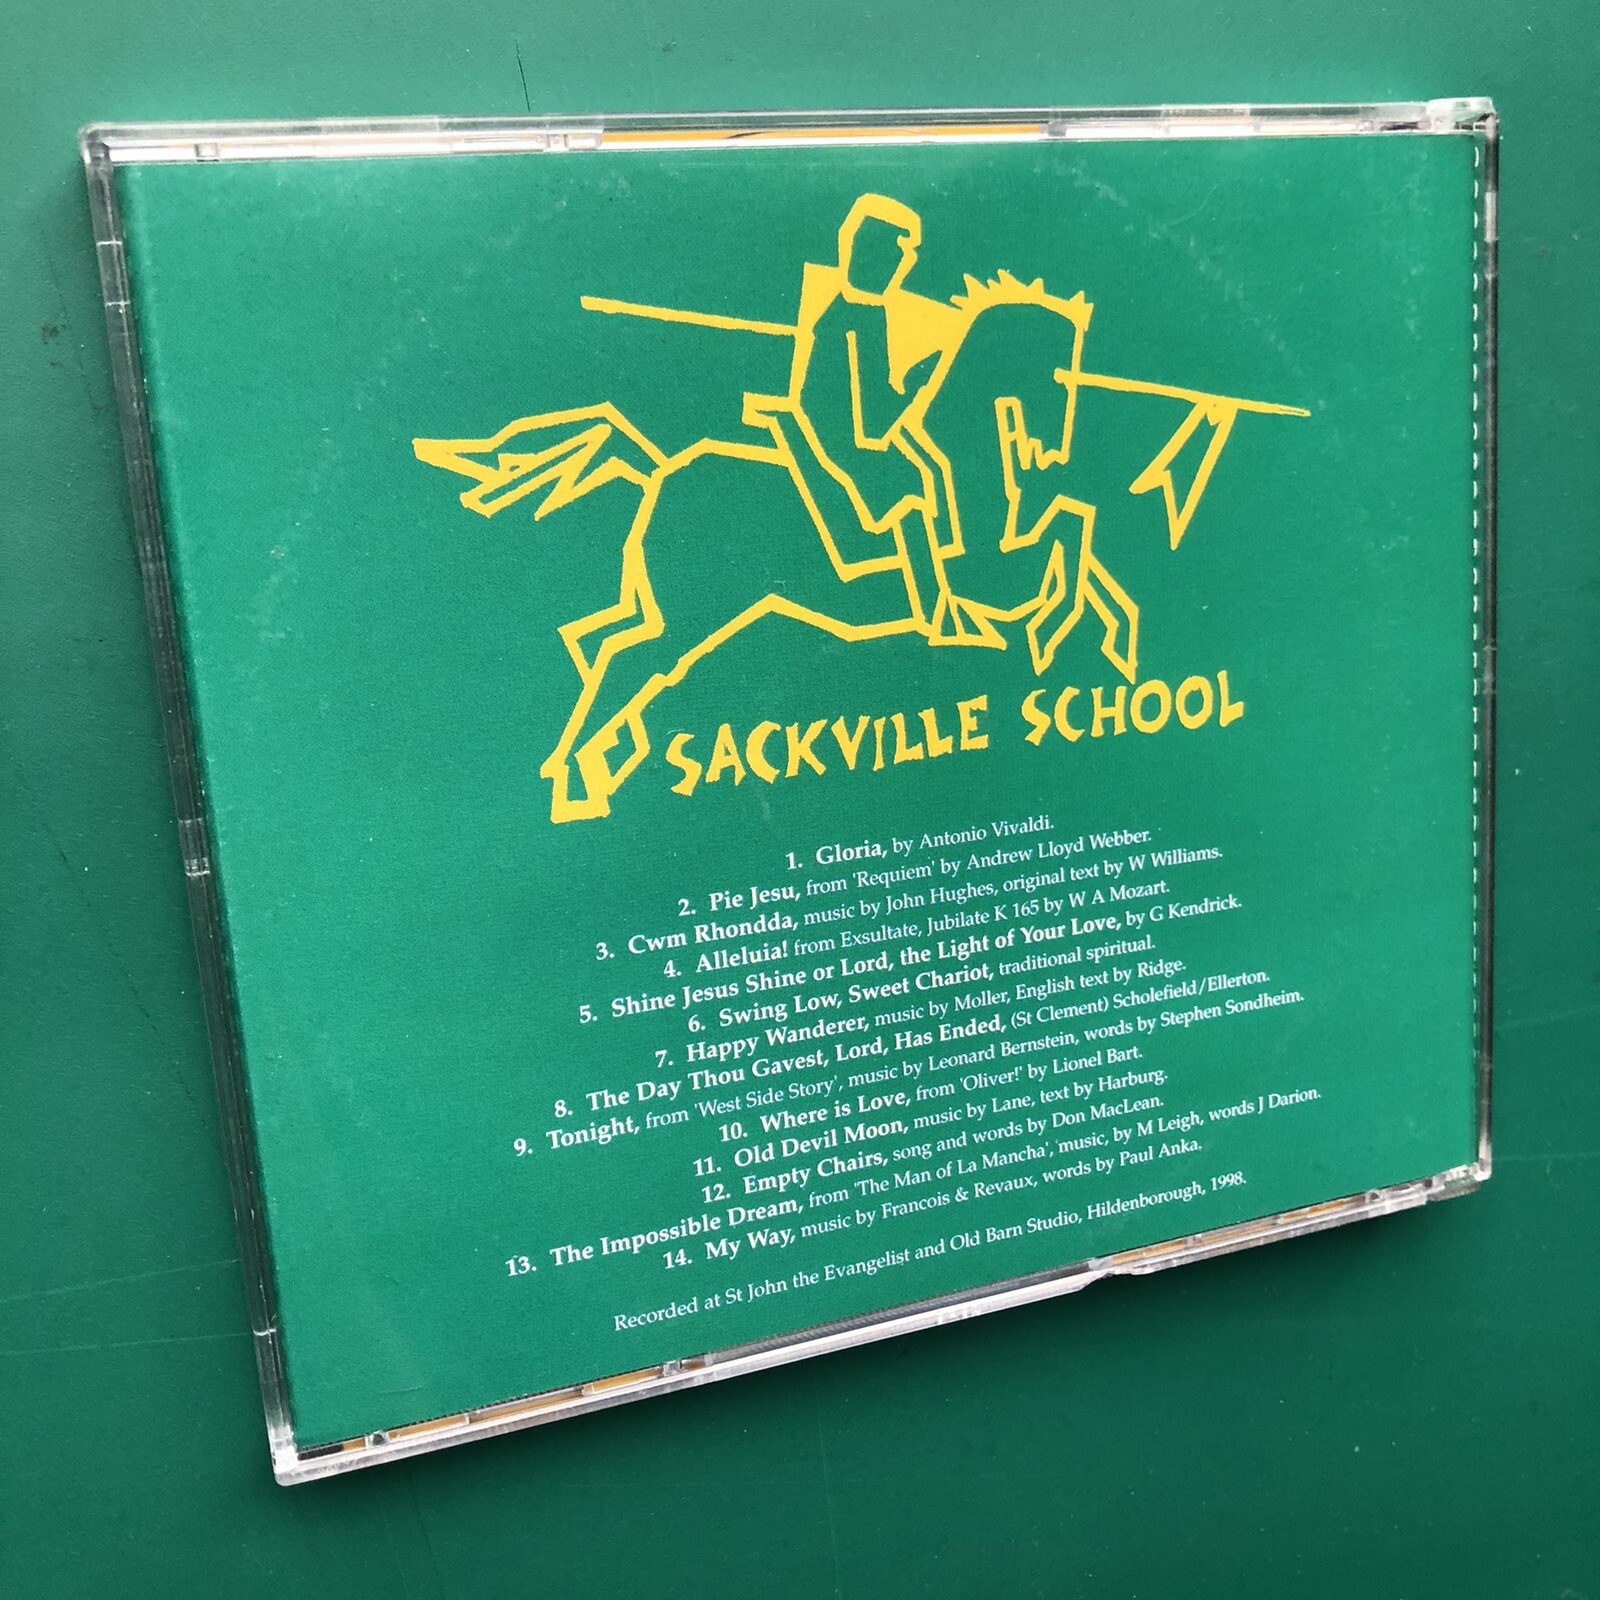 SACKVILLE SCHOOL
1. Gloria, by Antonio Vivaldi.
2. Pie Jesu, from 'Requiem' by Andrew Lloyd Webber.
3. Cwm Rhondda, music by John Hughes, original text by W Williams.
4. Alleluia! from Exsultate, Jubilate K 165 by W A Mozart.
5. Shine Jesus Shine or Lord, the Light of Your Love, by G Kendrick.
6. Swing Low, Sweet Chariot, traditional spiritual.
7. Happy Wanderer, music by Moller, English text by Ridge.
8. The Day Thou Gavest, Lord, Has Ended, (St Clement) Scholefield/Ellerton.
9. Tonight, from 'West Side Story', music by Leonard Bernstein, words by Stephen Sondheim.
10. Where is Love, from 'Oliver!' by Lionel Bart.
11. Old Devil Moon, music by Lane, text by Harburg.
12. Empty Chairs, song and words by Don MacLean.
13. The Impossible Dream, from 'The Man of La Mancha', music, by M Leigh, words J Darion.
14. My Way, music by Francois & Revaux, words by Paul Anka.
Recorded at St John the Evangelist and Old Barn Studio, Hildenborough, 1998.